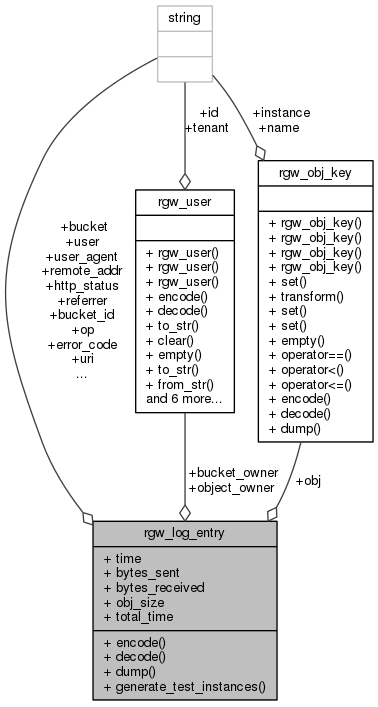 string
+id
+tenant
+instance
+name
rgw_user
+ rgw_user()
+ rgw_user()
+ rgw_user()
+ encode()
+ decode()
+ to_str()
+ clear()
+ empty()
+ to_str()
+ from_str()
and 6 more...
rgw_obj_key
+ rgw_obj_key()
+ rgw_obj_key()
+ rgw_obj_key()
+ rgw_obj_key()
+ set()
+ transform()
+ set()
+ set()
+ empty()
+ operator==()
+ operator<()
+ operator<=()
+ encode()
+ decode()
+ dump()
+bucket
+user
+user_agent
+remote_addr
+http_status
+referrer
+bucket_id
+op
+error_code
+uri
...
+bucket_owner
+object_owner
+obj
rgw_log_entry
+ time
+ bytes_sent
+ bytes_received
+ obj_size
+ total_time
+ encode()
+ decode()
+ dump()
+ generate_test_instances()